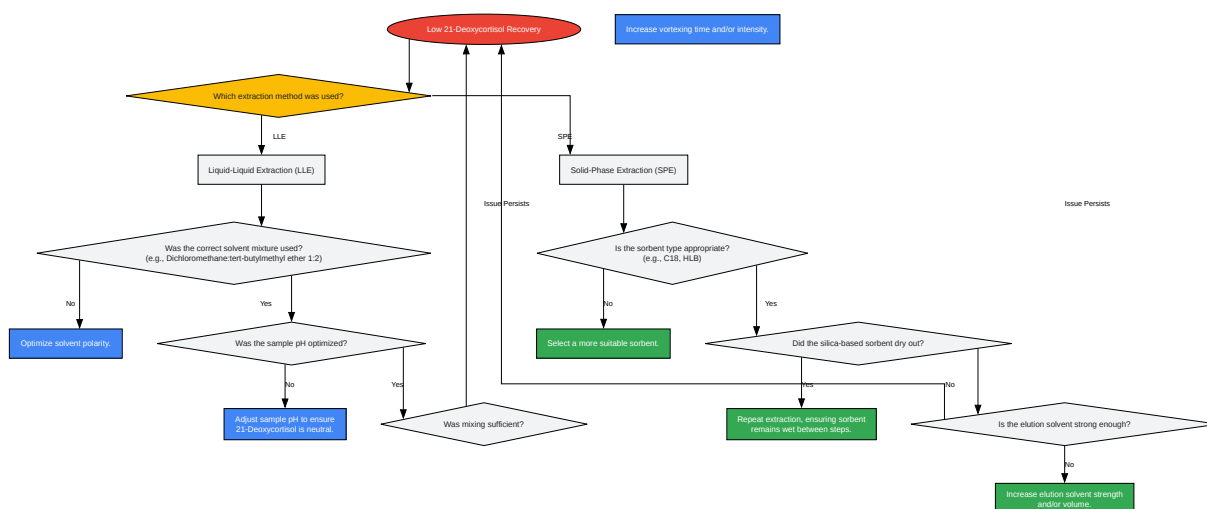 Low 21-Deoxycortisol Recovery
Increase vortexing time and/or intensity.
Which extraction method was used?
LLE
SPE
Liquid-Liquid Extraction (LLE)
Solid-Phase Extraction (SPE)
Issue Persists
Issue Persists
Was the correct solvent mixture used?
(e.g., Dichloromethane:tert-butylmethyl ether 1:2)
Is the sorbent type appropriate?
(e.g., C18, HLB)
No
Yes
No
Yes
Optimize solvent polarity.
Was the sample pH optimized?
Select a more suitable sorbent.
Did the silica-based sorbent dry out?
No
Yes
Yes
No
Adjust sample pH to ensure
21-Deoxycortisol is neutral.
Was mixing sufficient?
Repeat extraction, ensuring sorbent
remains wet between steps.
Is the elution solvent strong enough?
No
Increase elution solvent strength
and/or volume.